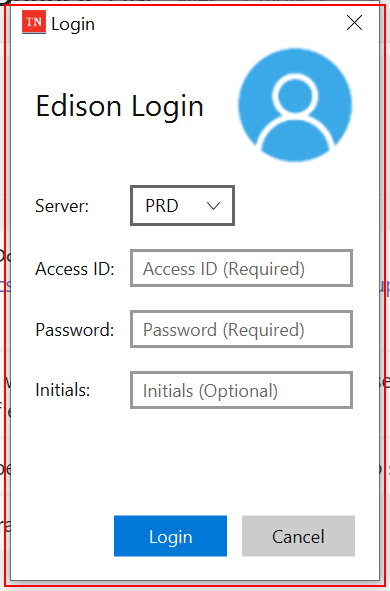 TN Login
Edison Login
Server: PRD
Access ID: Access ID (Required)
Password: Password (Required)
Initials: Initials (Optional)
Login Cancel